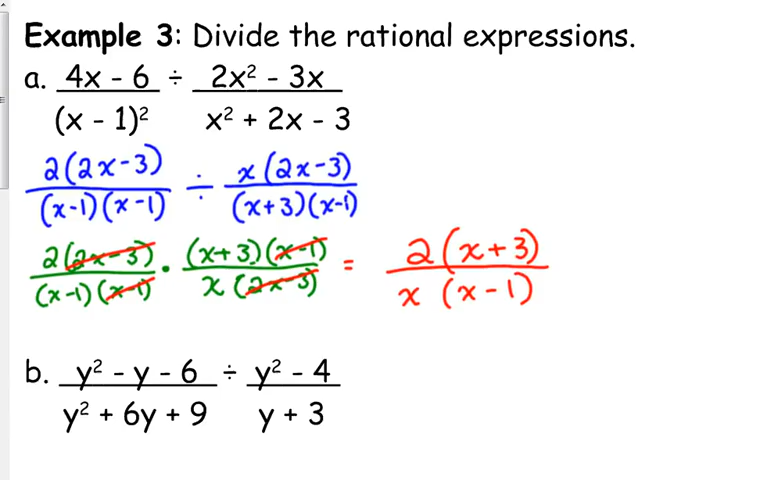 Example 3: Divide the rational expressions.
a. 4x - 6 ÷ 2x² - 3x
(x - 1)² x² + 2x - 3
2(2x-3) ÷ x(2x-3)
(x-1)(x-1) (x+3)(x-1)
2(2x-3) · (x+3)(x-1) = 2(x+3)
(x-1)(x-1) x(2x-3) x(x-1)
b. y² - y - 6 ÷ y² - 4
y² + 6y + 9 y + 3